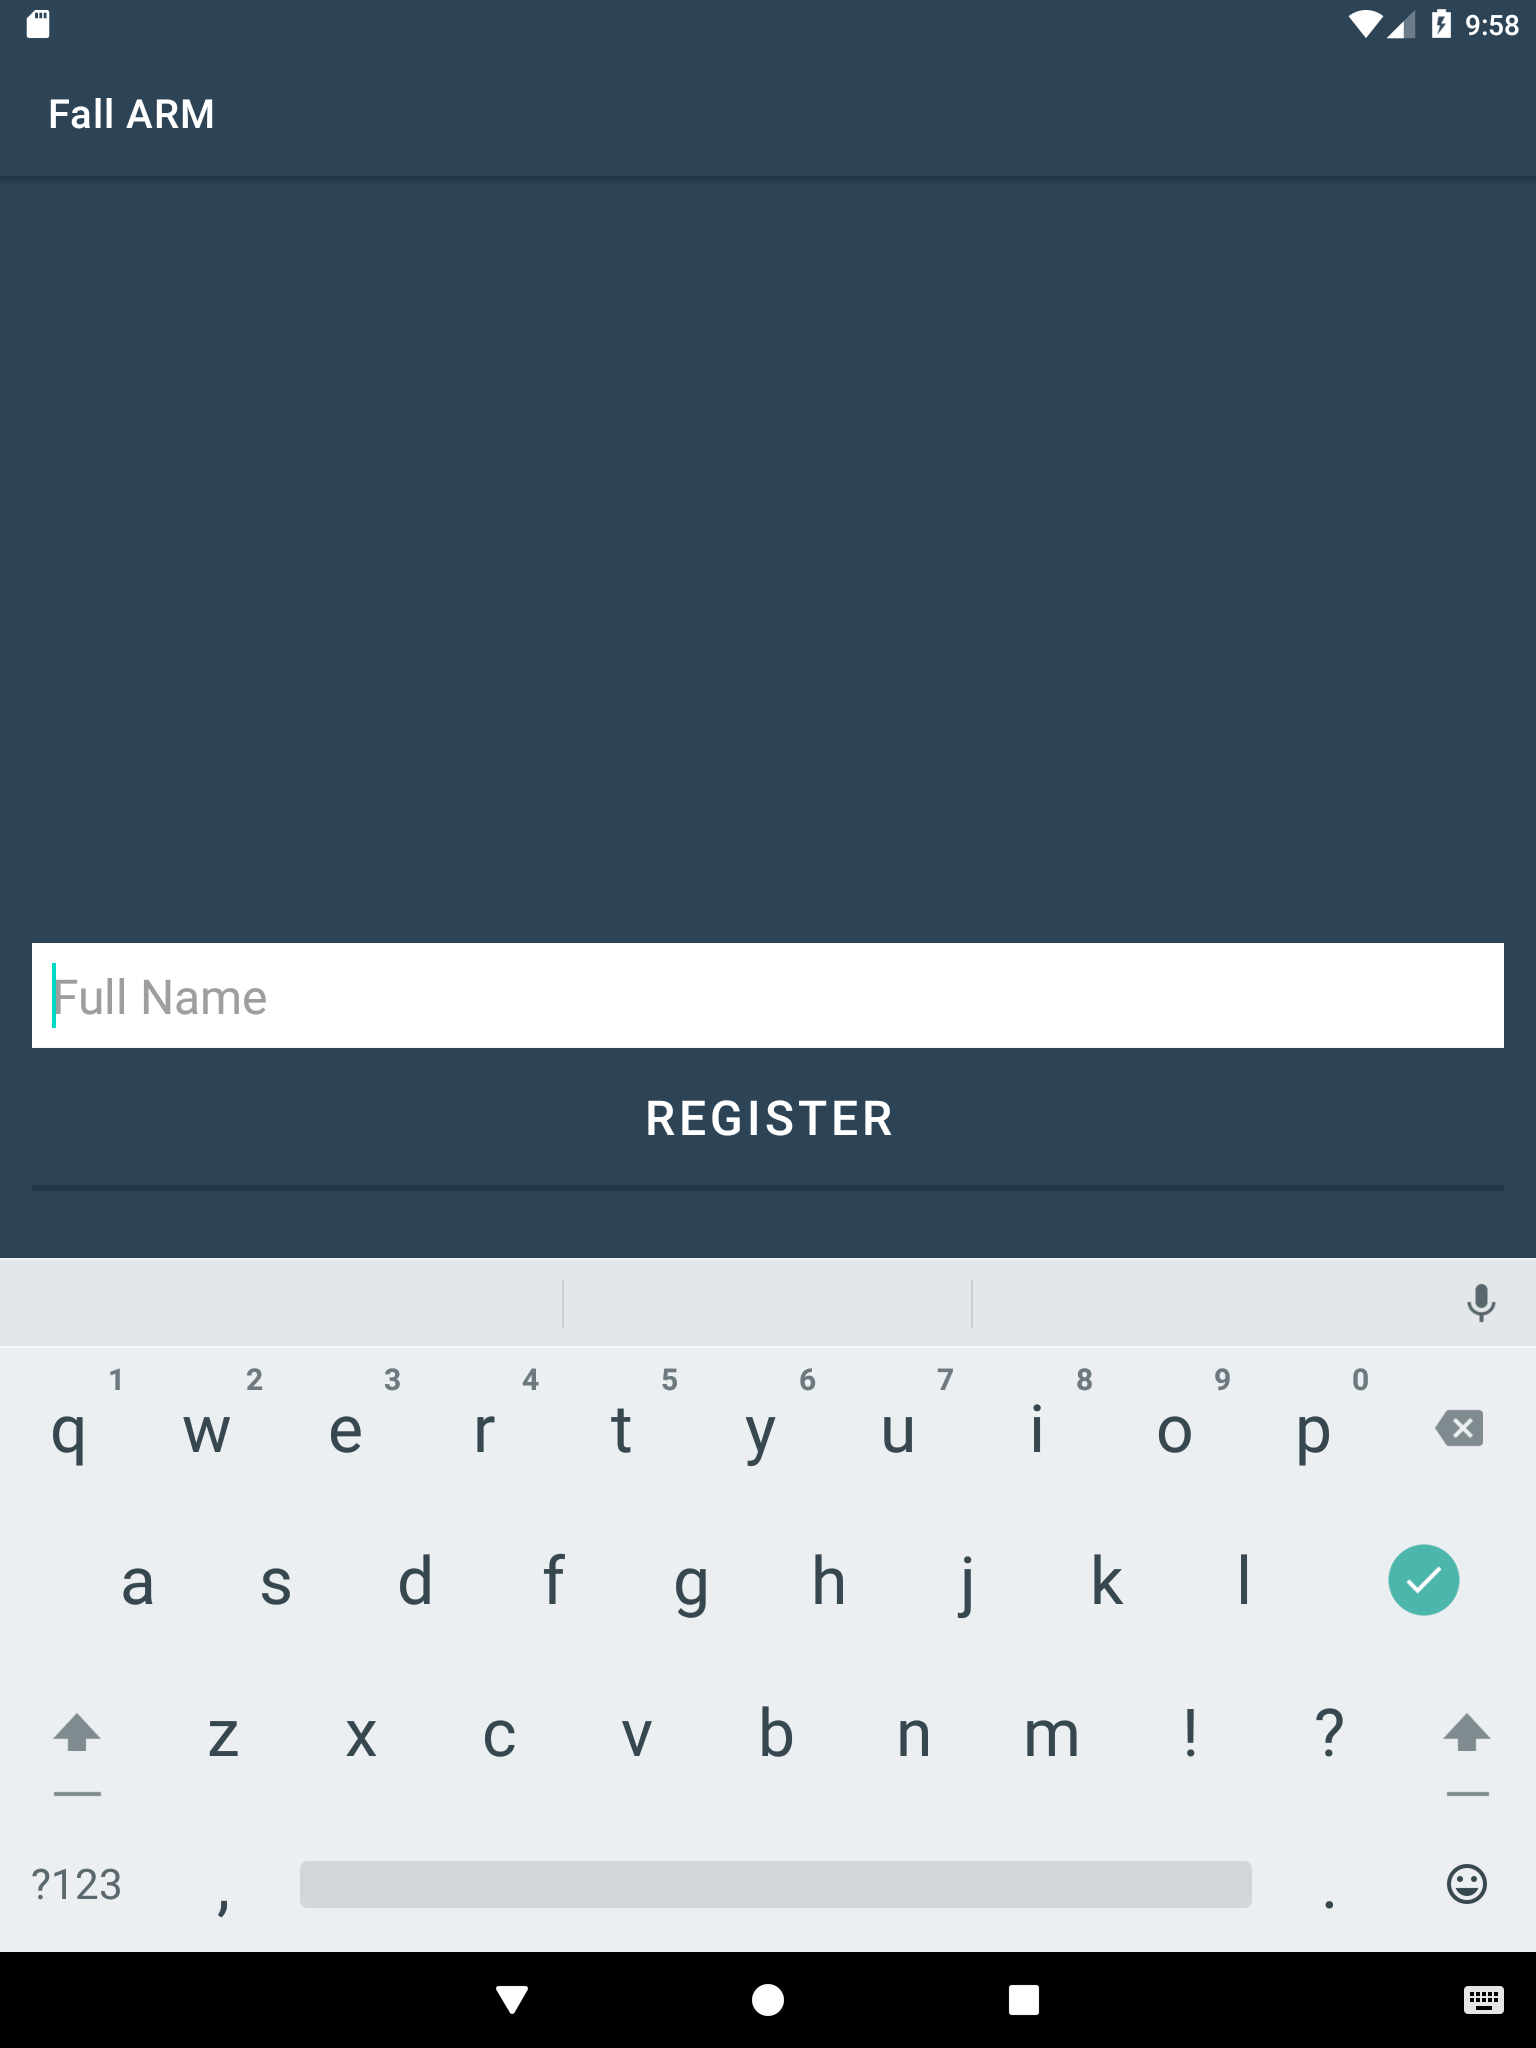 9:58
Fall ARM
Full Name
REGISTER
1 2 3 4 5 6 7 8 9 0
q w e r t y u i o p
a s d f g h j k l
z x c v b n m ! ?
?123 , .